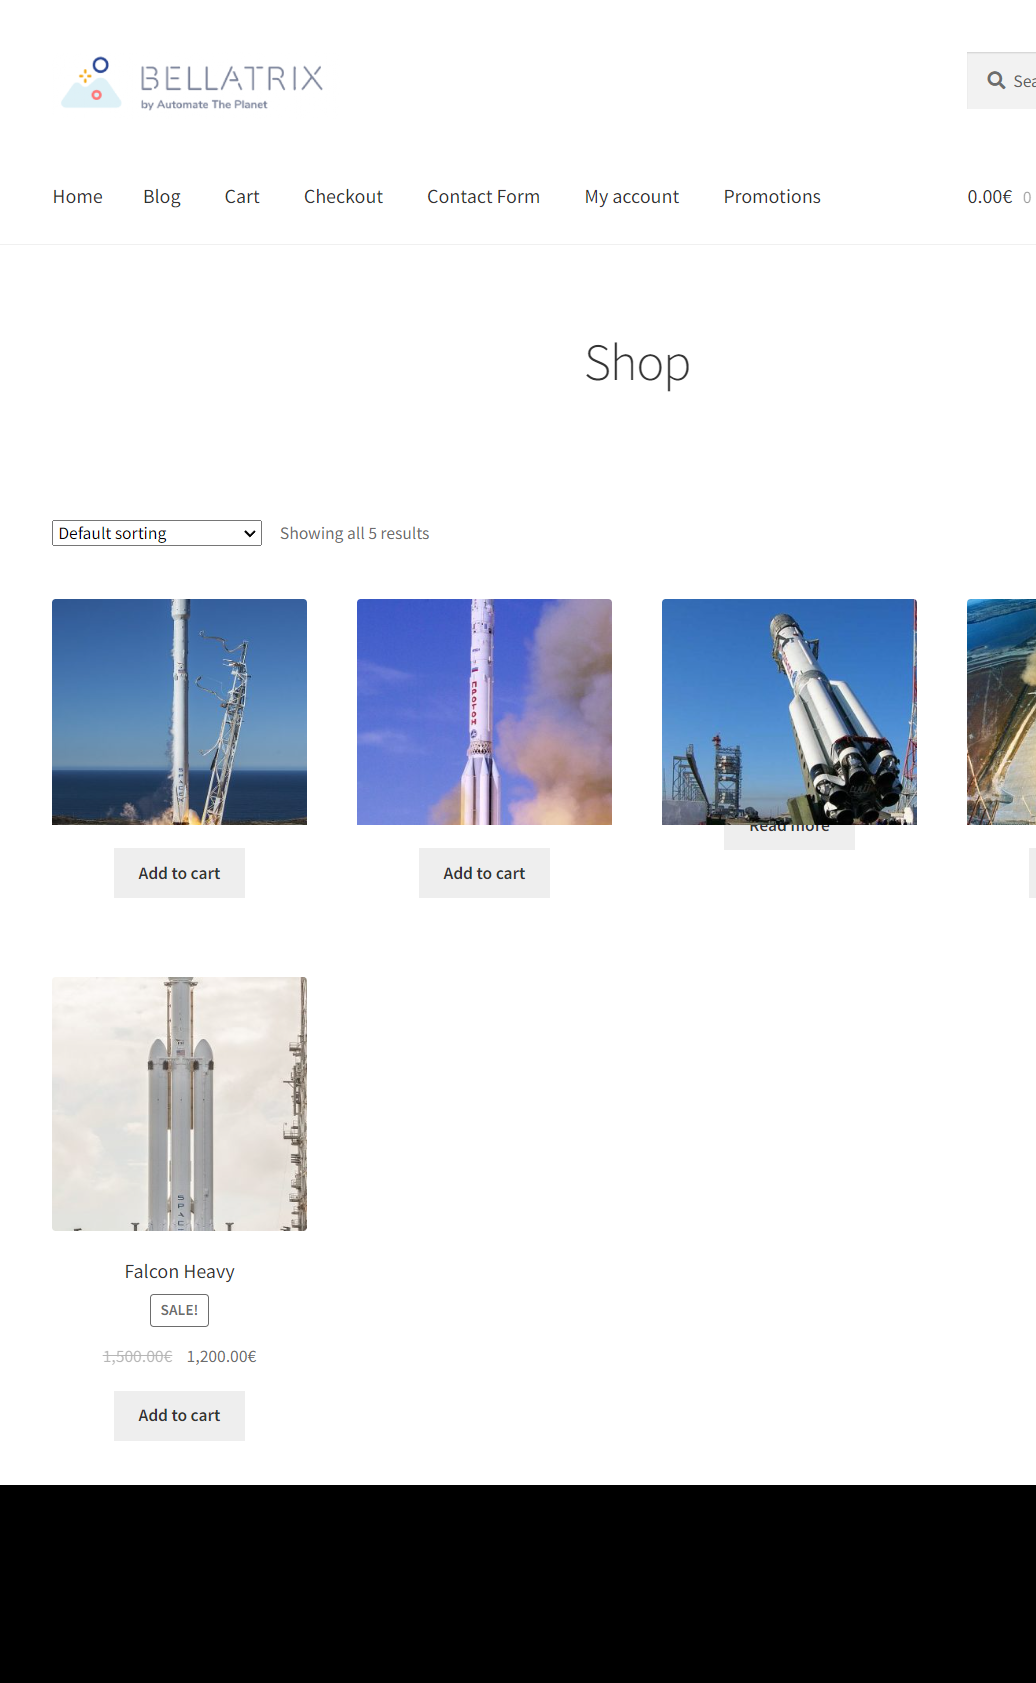 BELLATRIX
by Automate The Planet
Home Blog Cart Checkout Contact Form My account Promotions 0.00€ 0
Shop
Default sorting Showing all 5 results
ПРОТОН
Read more
Add to cart Add to cart
Falcon Heavy
SALE!
1,500.00€ 1,200.00€
Add to cart